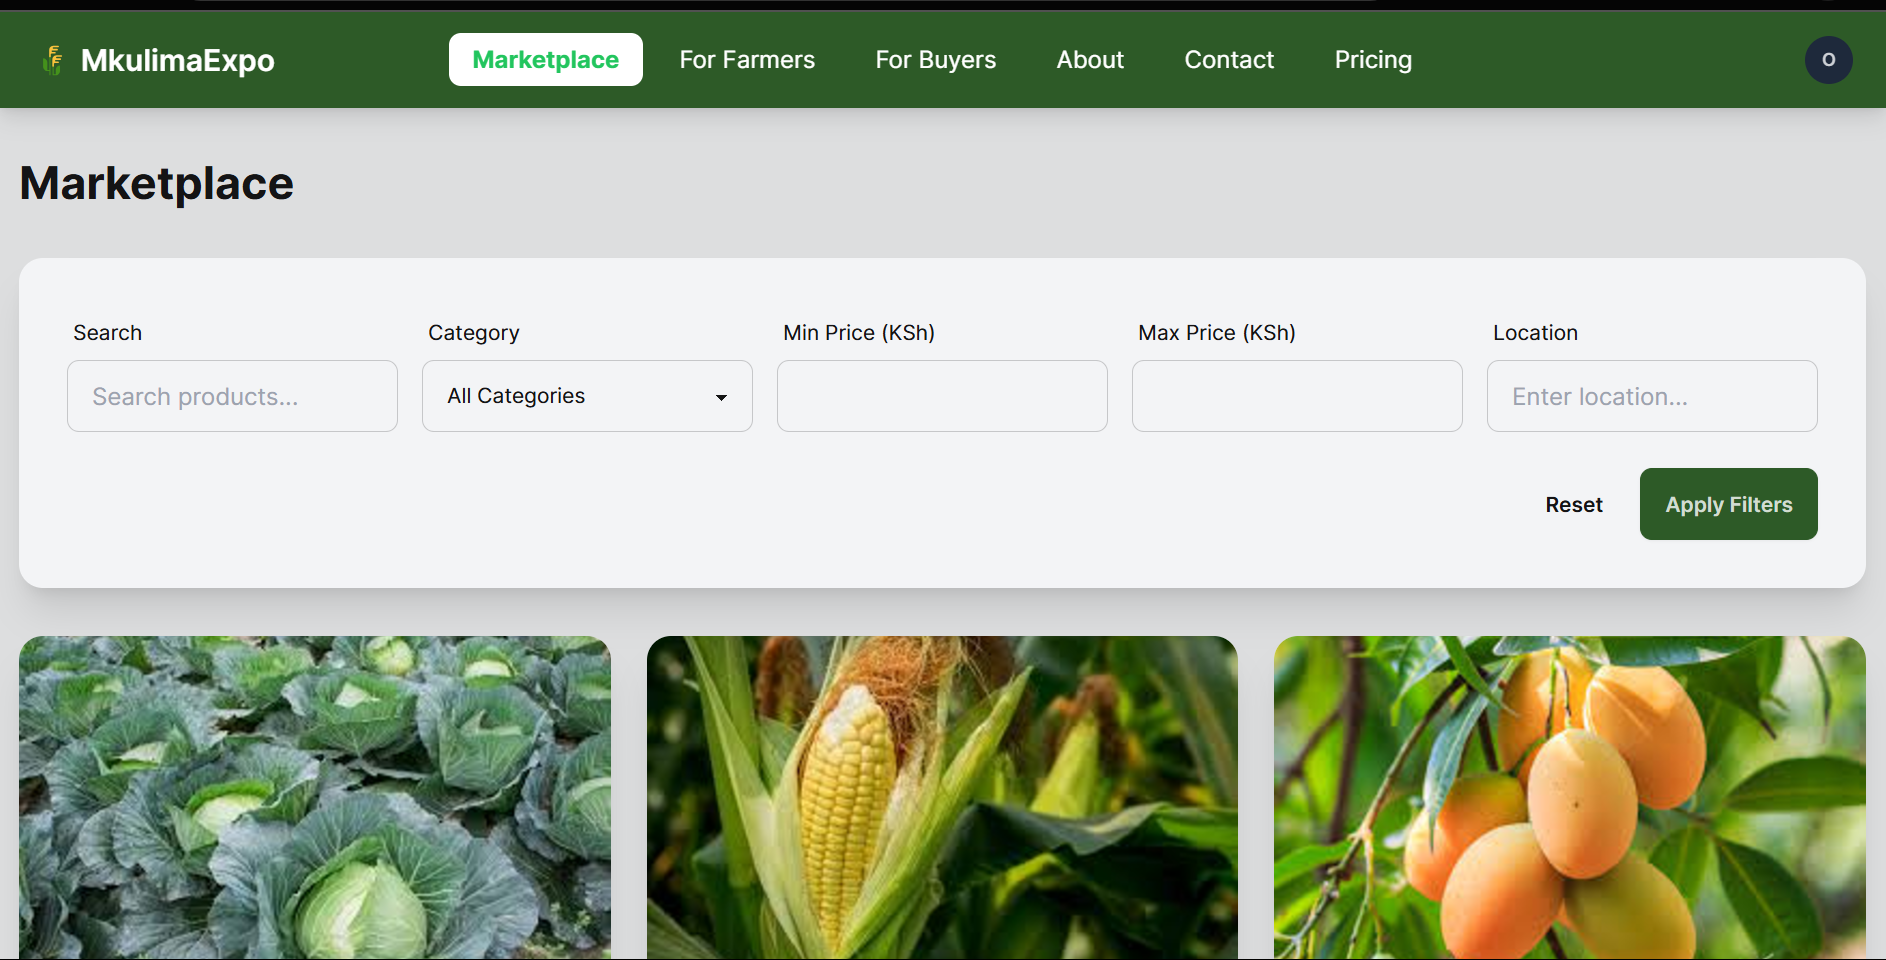 MkulimaExpo
Marketplace
For Farmers
For Buyers
About
Contact
Pricing
O
Marketplace
Search
Category
Min Price (KSh)
Max Price (KSh)
Location
Search products...
All Categories
Enter location...
Reset
Apply Filters